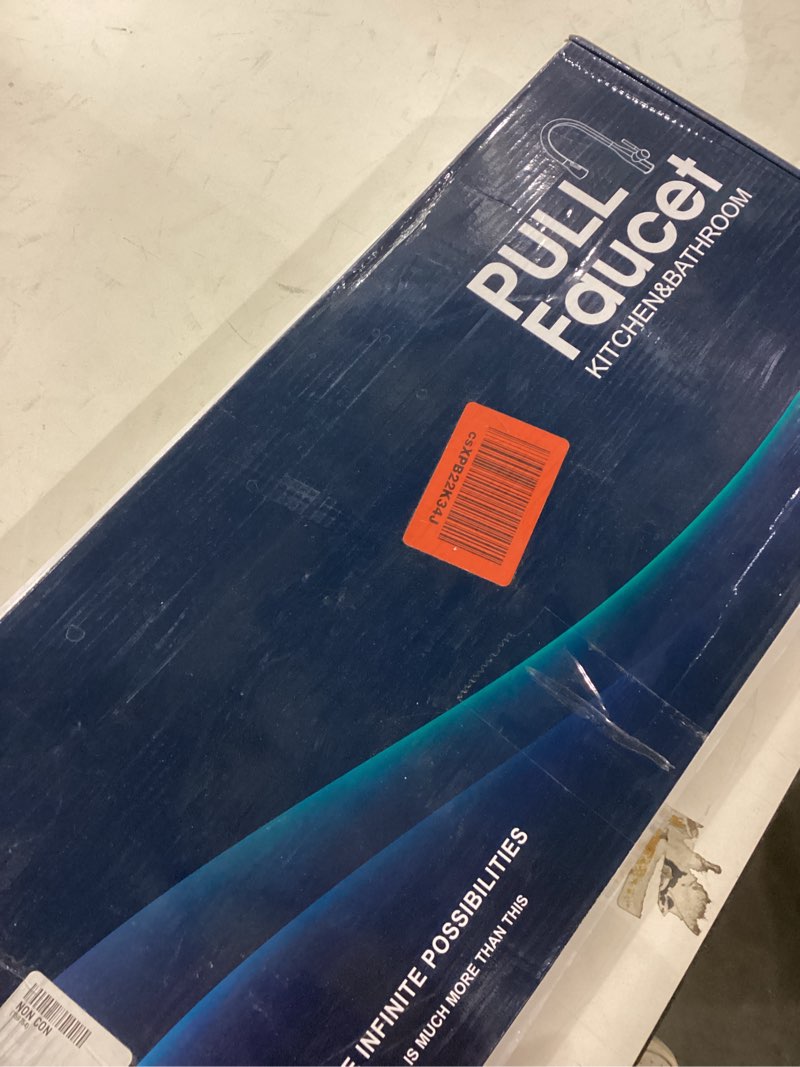 PULL
Faucet
KITCHEN&BATHROOM
csXPB22K34J
INFINITE POSSIBILITIES
IS MUCH MORE THAN THIS
NON CON